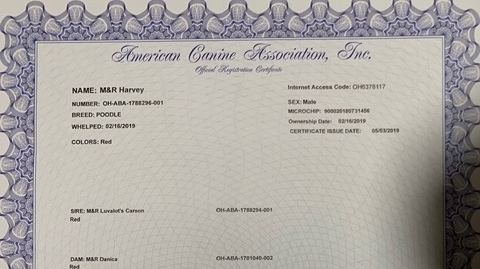 American Canine Association, Inc.
Official Registration Certificate
NAME: M&R Harvey
Internet Access Code: OH6378117
NUMBER: OH-ABA-1788296-001
SEX: Male
BREED: POODLE
MICROCHIP: 900020180731456
WHELPED: 02/16/2019
Ownership Date: 02/16/2019
CERTIFICATE ISSUE DATE: 05/03/2019
COLORS: Red
SIRE: M&R Luvalot's Carson
OH-ABA-1788294-001
Red
DAM: M&R Danica
OH-ABA-1701040-002
Red